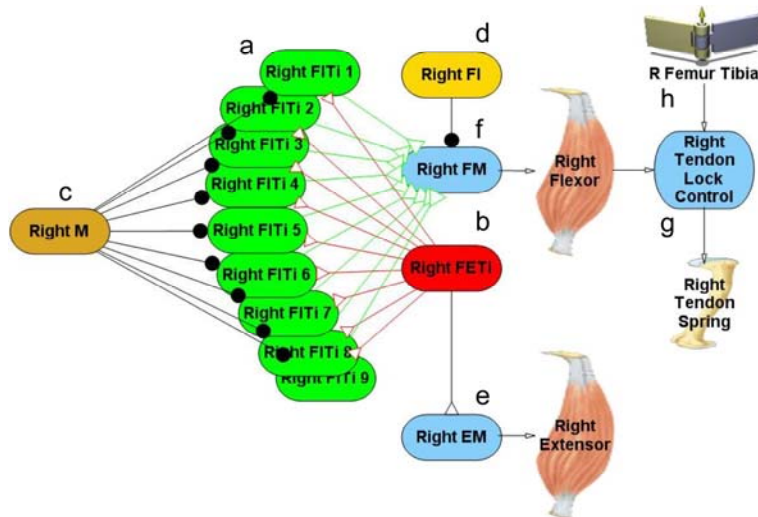 a
Right FITi 1
Right FITi 2
Right FITi 3
Right FITi 4
Right FITi 5
Right FITi 6
Right FITi 7
Right FITi 8
Right FITi 9
c
Right M
d
Right FI
f
Right FM
b
Right FETi
e
Right EM
Right
Flexor
Right
Extensor
R Femur Tibia
h
Right
Tendon
Lock
Control
g
Right
Tendon
Spring